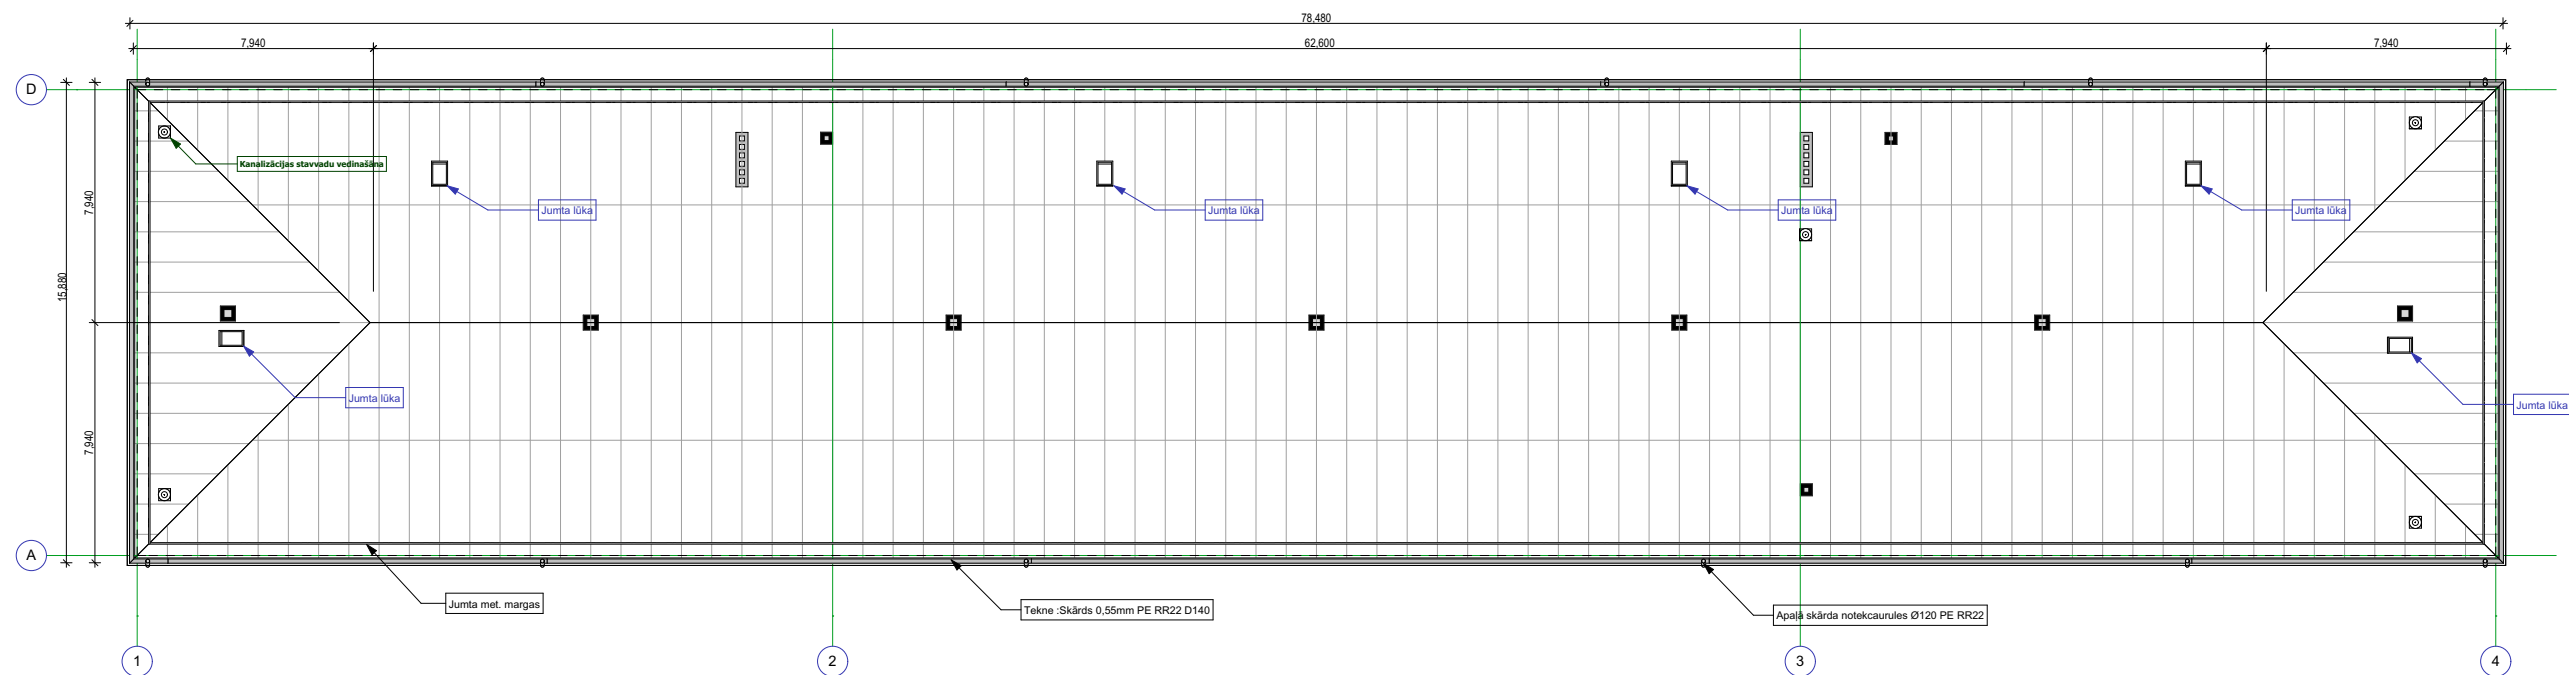 78,480
7,940
62,600
7,940
D
Kanalizācijas stavvadu vedinašāna
Jumta lūka
Jumta lūka
Jumta lūka
Jumta lūka
7,940
15,880
Jumta lūka
Jumta lūka
7,940
A
Jumta met. margas
Tekne :Skārds 0,55mm PE RR22 D140
Apaļā skārda notekcaurules Ø120 PE RR22
1
2
3
4